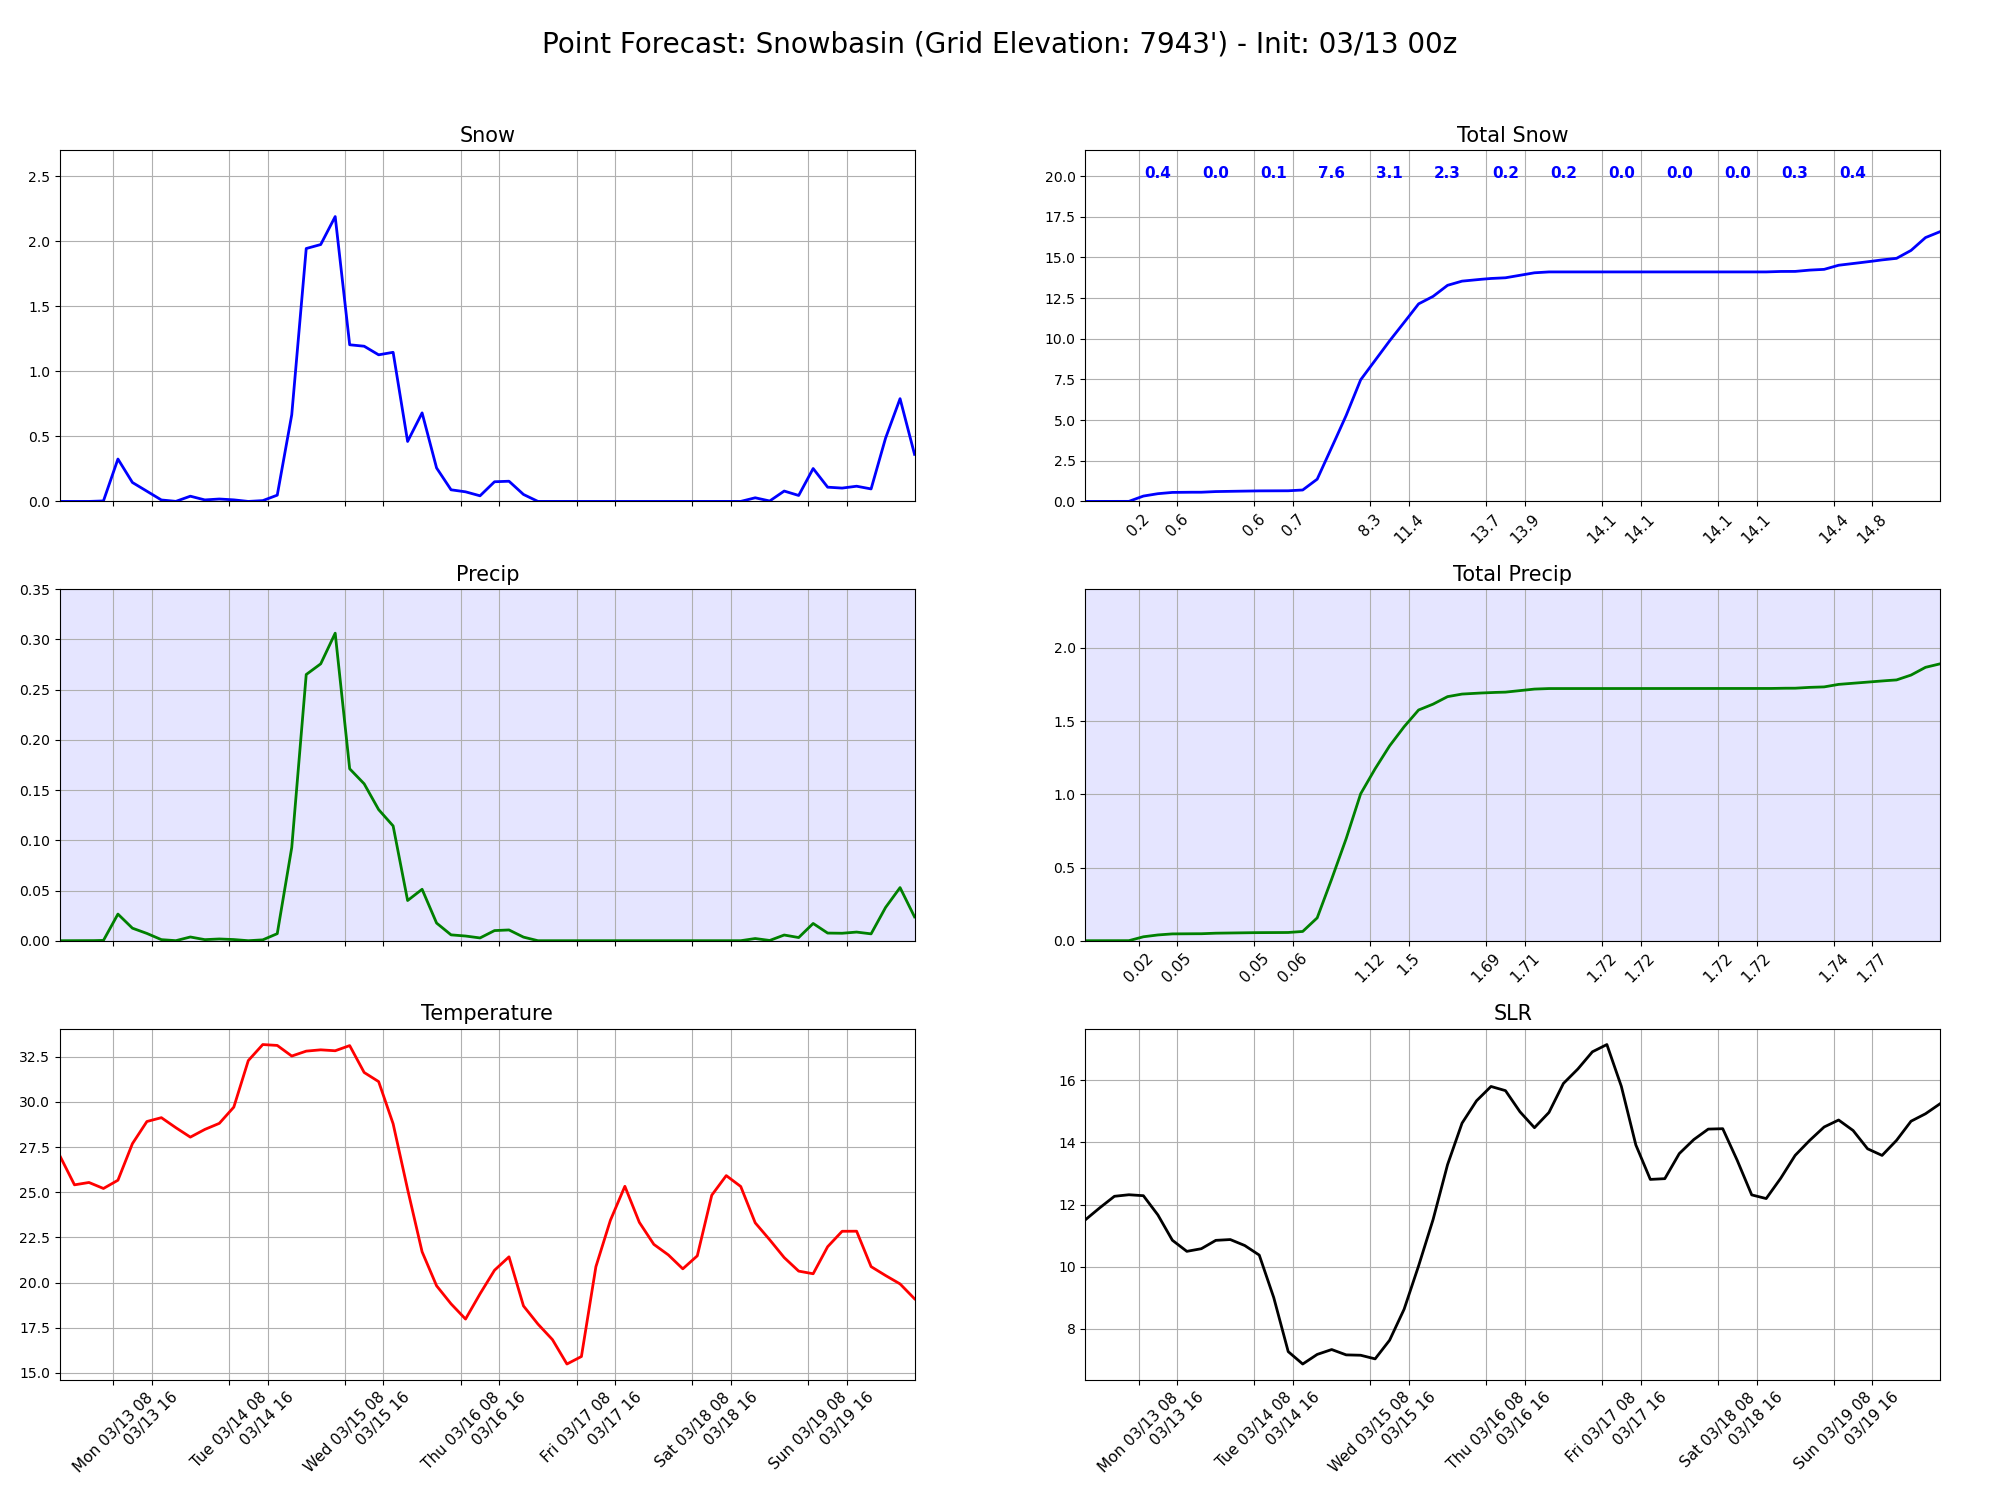 Point Forecast: Snowbasin (Grid Elevation: 7943') - Init: 03/13 00z
Snow
2.5
2.0
1.5
1.0
0.5
0.0
Total Snow
0.4 0.0 0.1 7.6 3.1 2.3 0.2 0.2 0.0 0.0 0.0 0.3 0.4
20.0
17.5
15.0
12.5
10.0
7.5
5.0
2.5
0.0
0.2 0.6 0.6 0.7 8.3 11.4 13.7 13.9 14.1 14.1 14.1 14.1 14.4 14.8
Precip
0.35
0.30
0.25
0.20
0.15
0.10
0.05
0.00
Total Precip
2.0
1.5
1.0
0.5
0.0
0.02 0.05 0.05 0.06 1.12 1.5 1.69 1.71 1.72 1.72 1.72 1.72 1.74 1.77
Temperature
32.5
30.0
27.5
25.0
22.5
20.0
17.5
15.0
Mon 03/13 08
03/13 16
Tue 03/14 08
03/14 16
Wed 03/15 08
03/15 16
Thu 03/16 08
03/16 16
Fri 03/17 08
03/17 16
Sat 03/18 08
03/18 16
Sun 03/19 08
03/19 16
SLR
16
14
12
10
8
Mon 03/13 08
03/13 16
Tue 03/14 08
03/14 16
Wed 03/15 08
03/15 16
Thu 03/16 08
03/16 16
Fri 03/17 08
03/17 16
Sat 03/18 08
03/18 16
Sun 03/19 08
03/19 16